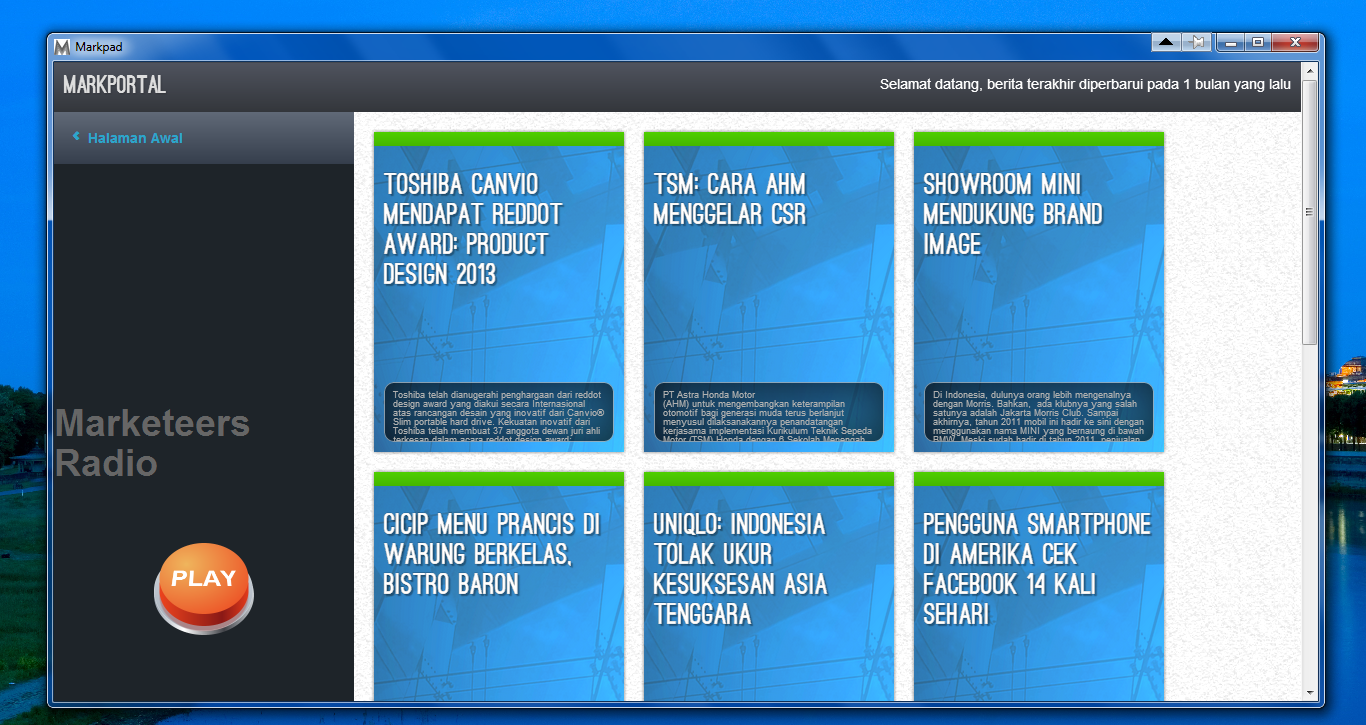 Markpad
MARKPORTAL
Selamat datang, berita terakhir diperbarui pada 1 bulan yang lalu
Halaman Awal
Marketeers
Radio
PLAY
TOSHIBA CANVIO
MENDAPAT REDDOT
AWARD: PRODUCT
DESIGN 2013
Toshiba telah dianugerahi penghargaan dari reddot
design award yang diakui secara Internasional
atas rancangan desain yang inovatif dari Canvio®
Slim portable hard drive. Kekuatan inovatif dari
Toshiba telah membuat 37 anggota dewan juri ahli
terkesan dalam acara reddot design award:
TSM: CARA AHM
MENGGELAR CSR
PT Astra Honda Motor
(AHM) untuk mengembangkan keterampilan
otomotif bagi generasi muda terus berlanjut
menyusul dilaksanakannya penandatangan
kerjasama implementasi Kurikulum Teknik Sepeda
Motor (TSM) Honda dengan 6 Sekolah Menengah
SHOWROOM MINI
MENDUKUNG BRAND
IMAGE
Di Indonesia, dulunya orang lebih mengenalnya
dengan Morris. Bahkan, ada klubnya yang salah
satunya adalah Jakarta Morris Club. Sampai
akhirnya, tahun 2011 mobil ini hadir ke sini dengan
menggunakan nama MINI yang bernaung di bawah
BMW. Meski sudah hadir di tahun 2011, penjualan
CICIP MENU PRANCIS DI
WARUNG BERKELAS,
BISTRO BARON
UNIQLO: INDONESIA
TOLAK UKUR
KESUKSESAN ASIA
TENGGARA
PENGGUNA SMARTPHONE
DI AMERIKA CEK
FACEBOOK 14 KALI
SEHARI